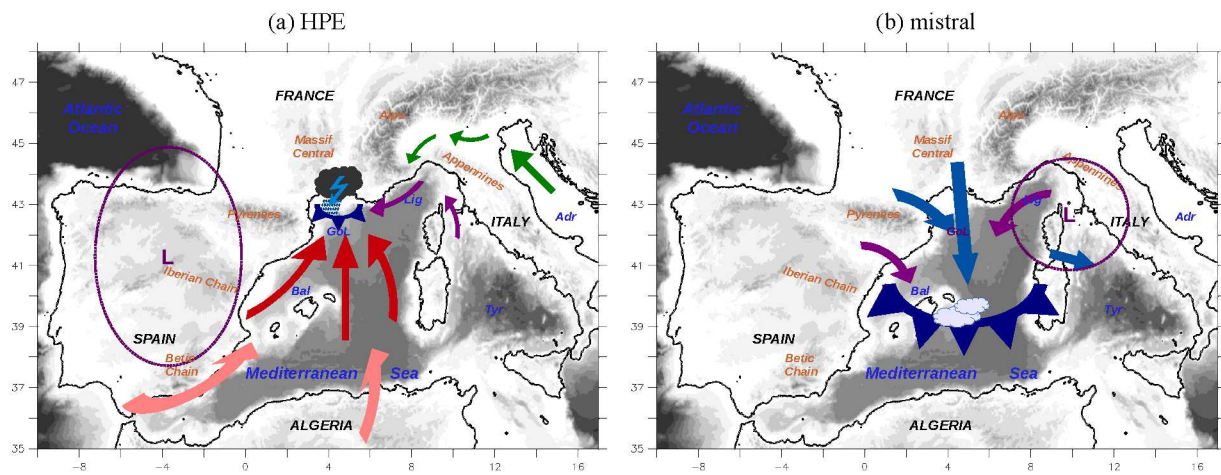 (a) HPE
(b) mistral
47
45
43
41
39
37
35
-8
-4
0
4
8
12
16
Atlantic
Ocean
FRANCE
Alps
Massif
Central
Appennines
Pyrenees
Lig
ITALY
Adr
GoL
L
Iberian Chain
Bal
Tyr
SPAIN
Betic
Chain
Mediterranean Sea
ALGERIA
47
45
43
41
39
37
35
-8
-4
0
4
8
12
16
Atlantic
Ocean
FRANCE
Alps
Massif
Central
Appennines
Pyrenees
Lig
L
ITALY
Adr
GoL
Iberian Chain
Bal
Tyr
SPAIN
Betic
Chain
Mediterranean Sea
ALGERIA